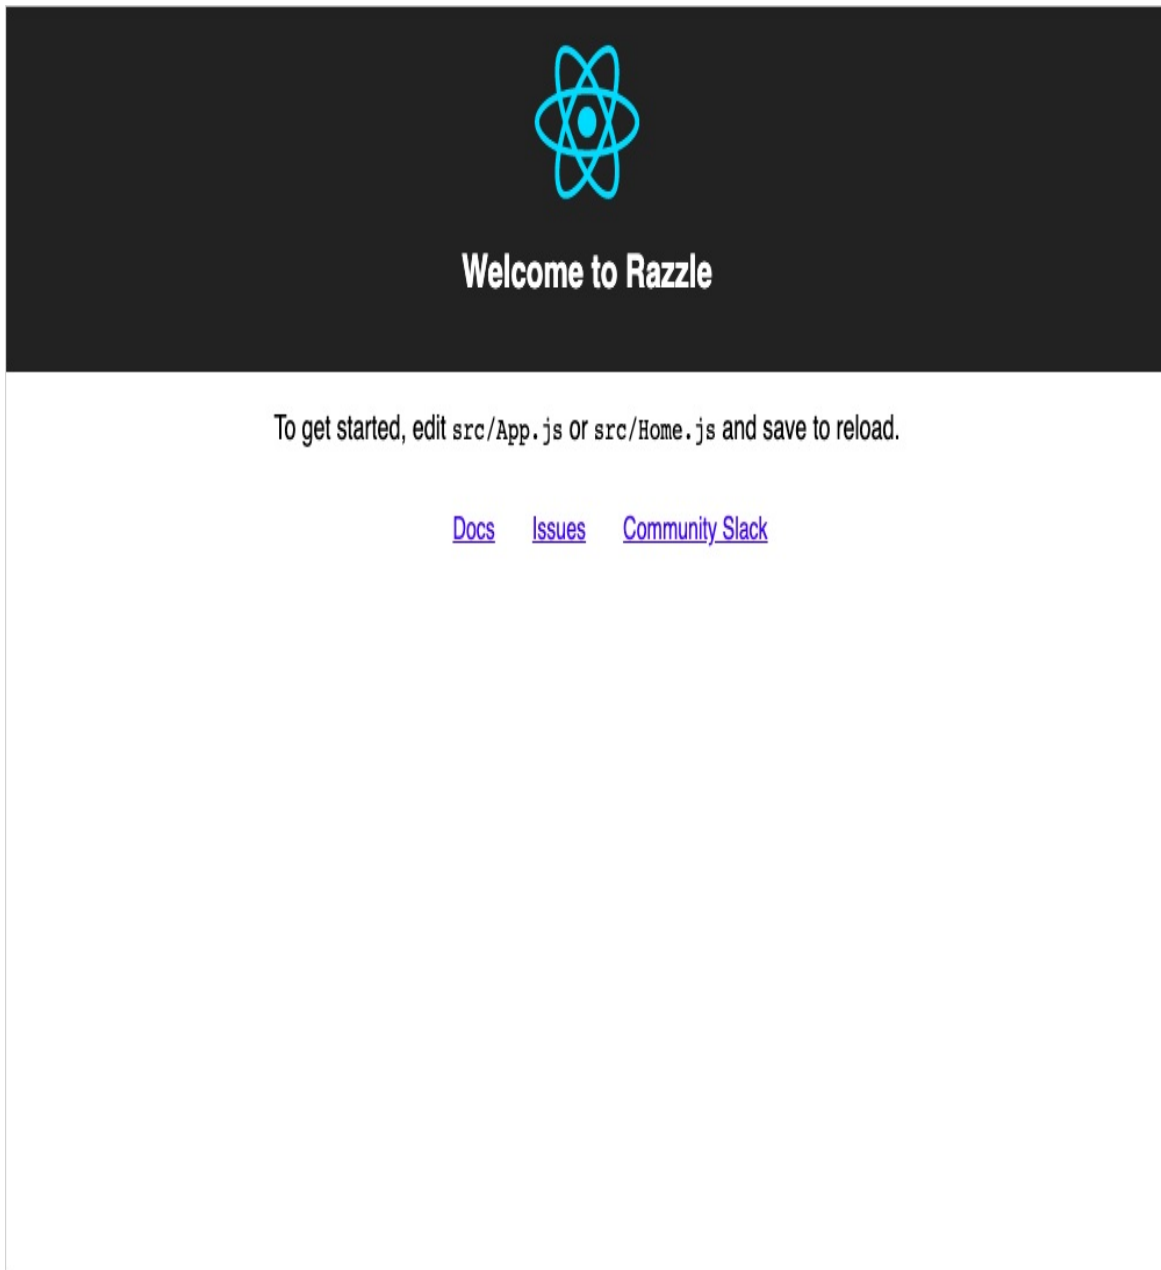 Welcome to Razzle
To get started, edit src/App.js or src/Home.js and save to reload.
Docs Issues Community Slack